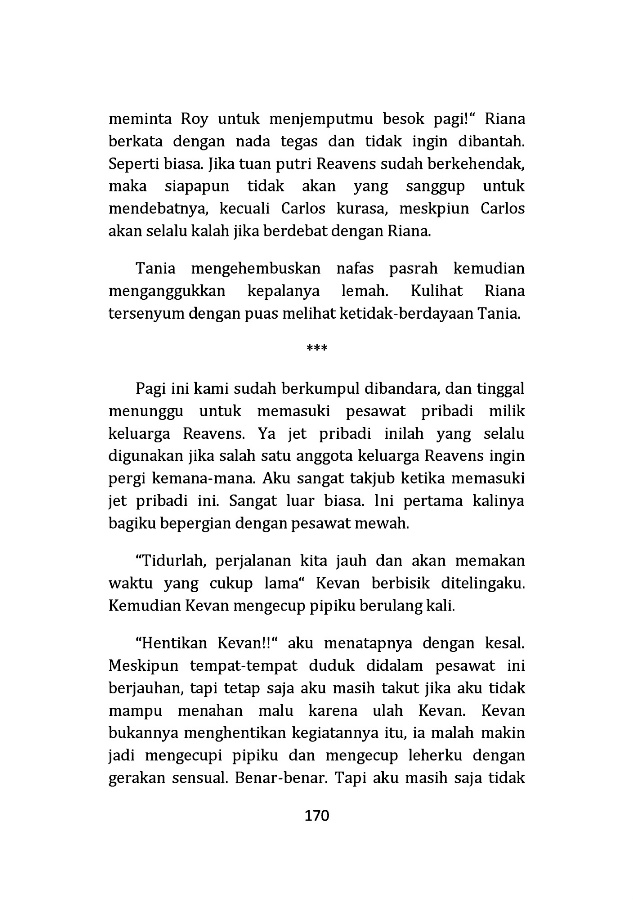 meminta Roy untuk menjemputmu besok pagi!“ Riana
berkata dengan nada tegas dan tidak ingin dibantah.
Seperti biasa. Jika tuan putri Reavens sudah berkehendak,
maka siapapun tidak akan yang sanggup untuk
mendebatnya, kecuali Carlos kurasa, meskpiun Carlos
akan selalu kalah jika berdebat dengan Riana.
Tania mengehembuskan nafas pasrah kemudian
menganggukkan kepalanya lemah. Kulihat Riana
tersenyum dengan puas melihat ketidak-berdayaan Tania.
***
Pagi ini kami sudah berkumpul dibandara, dan tinggal
menunggu untuk memasuki pesawat pribadi milik
keluarga Reavens. Ya jet pribadi inilah yang selalu
digunakan jika salah satu anggota keluarga Reavens ingin
pergi kemana-mana. Aku sangat takjub ketika memasuki
jet pribadi ini. Sangat luar biasa. Ini pertama kalinya
bagiku bepergian dengan pesawat mewah.
“Tidurlah, perjalanan kita jauh dan akan memakan
waktu yang cukup lama“ Kevan berbisik ditelingaku.
Kemudian Kevan mengecup pipiku berulang kali.
“Hentikan Kevan!!“ aku menatapnya dengan kesal.
Meskipun tempat-tempat duduk didalam pesawat ini
berjauhan, tapi tetap saja aku masih takut jika aku tidak
mampu menahan malu karena ulah Kevan. Kevan
bukannya menghentikan kegiatannya itu, ia malah makin
jadi mengecupi pipiku dan mengecup leherku dengan
gerakan sensual. Benar-benar. Tapi aku masih saja tidak
170